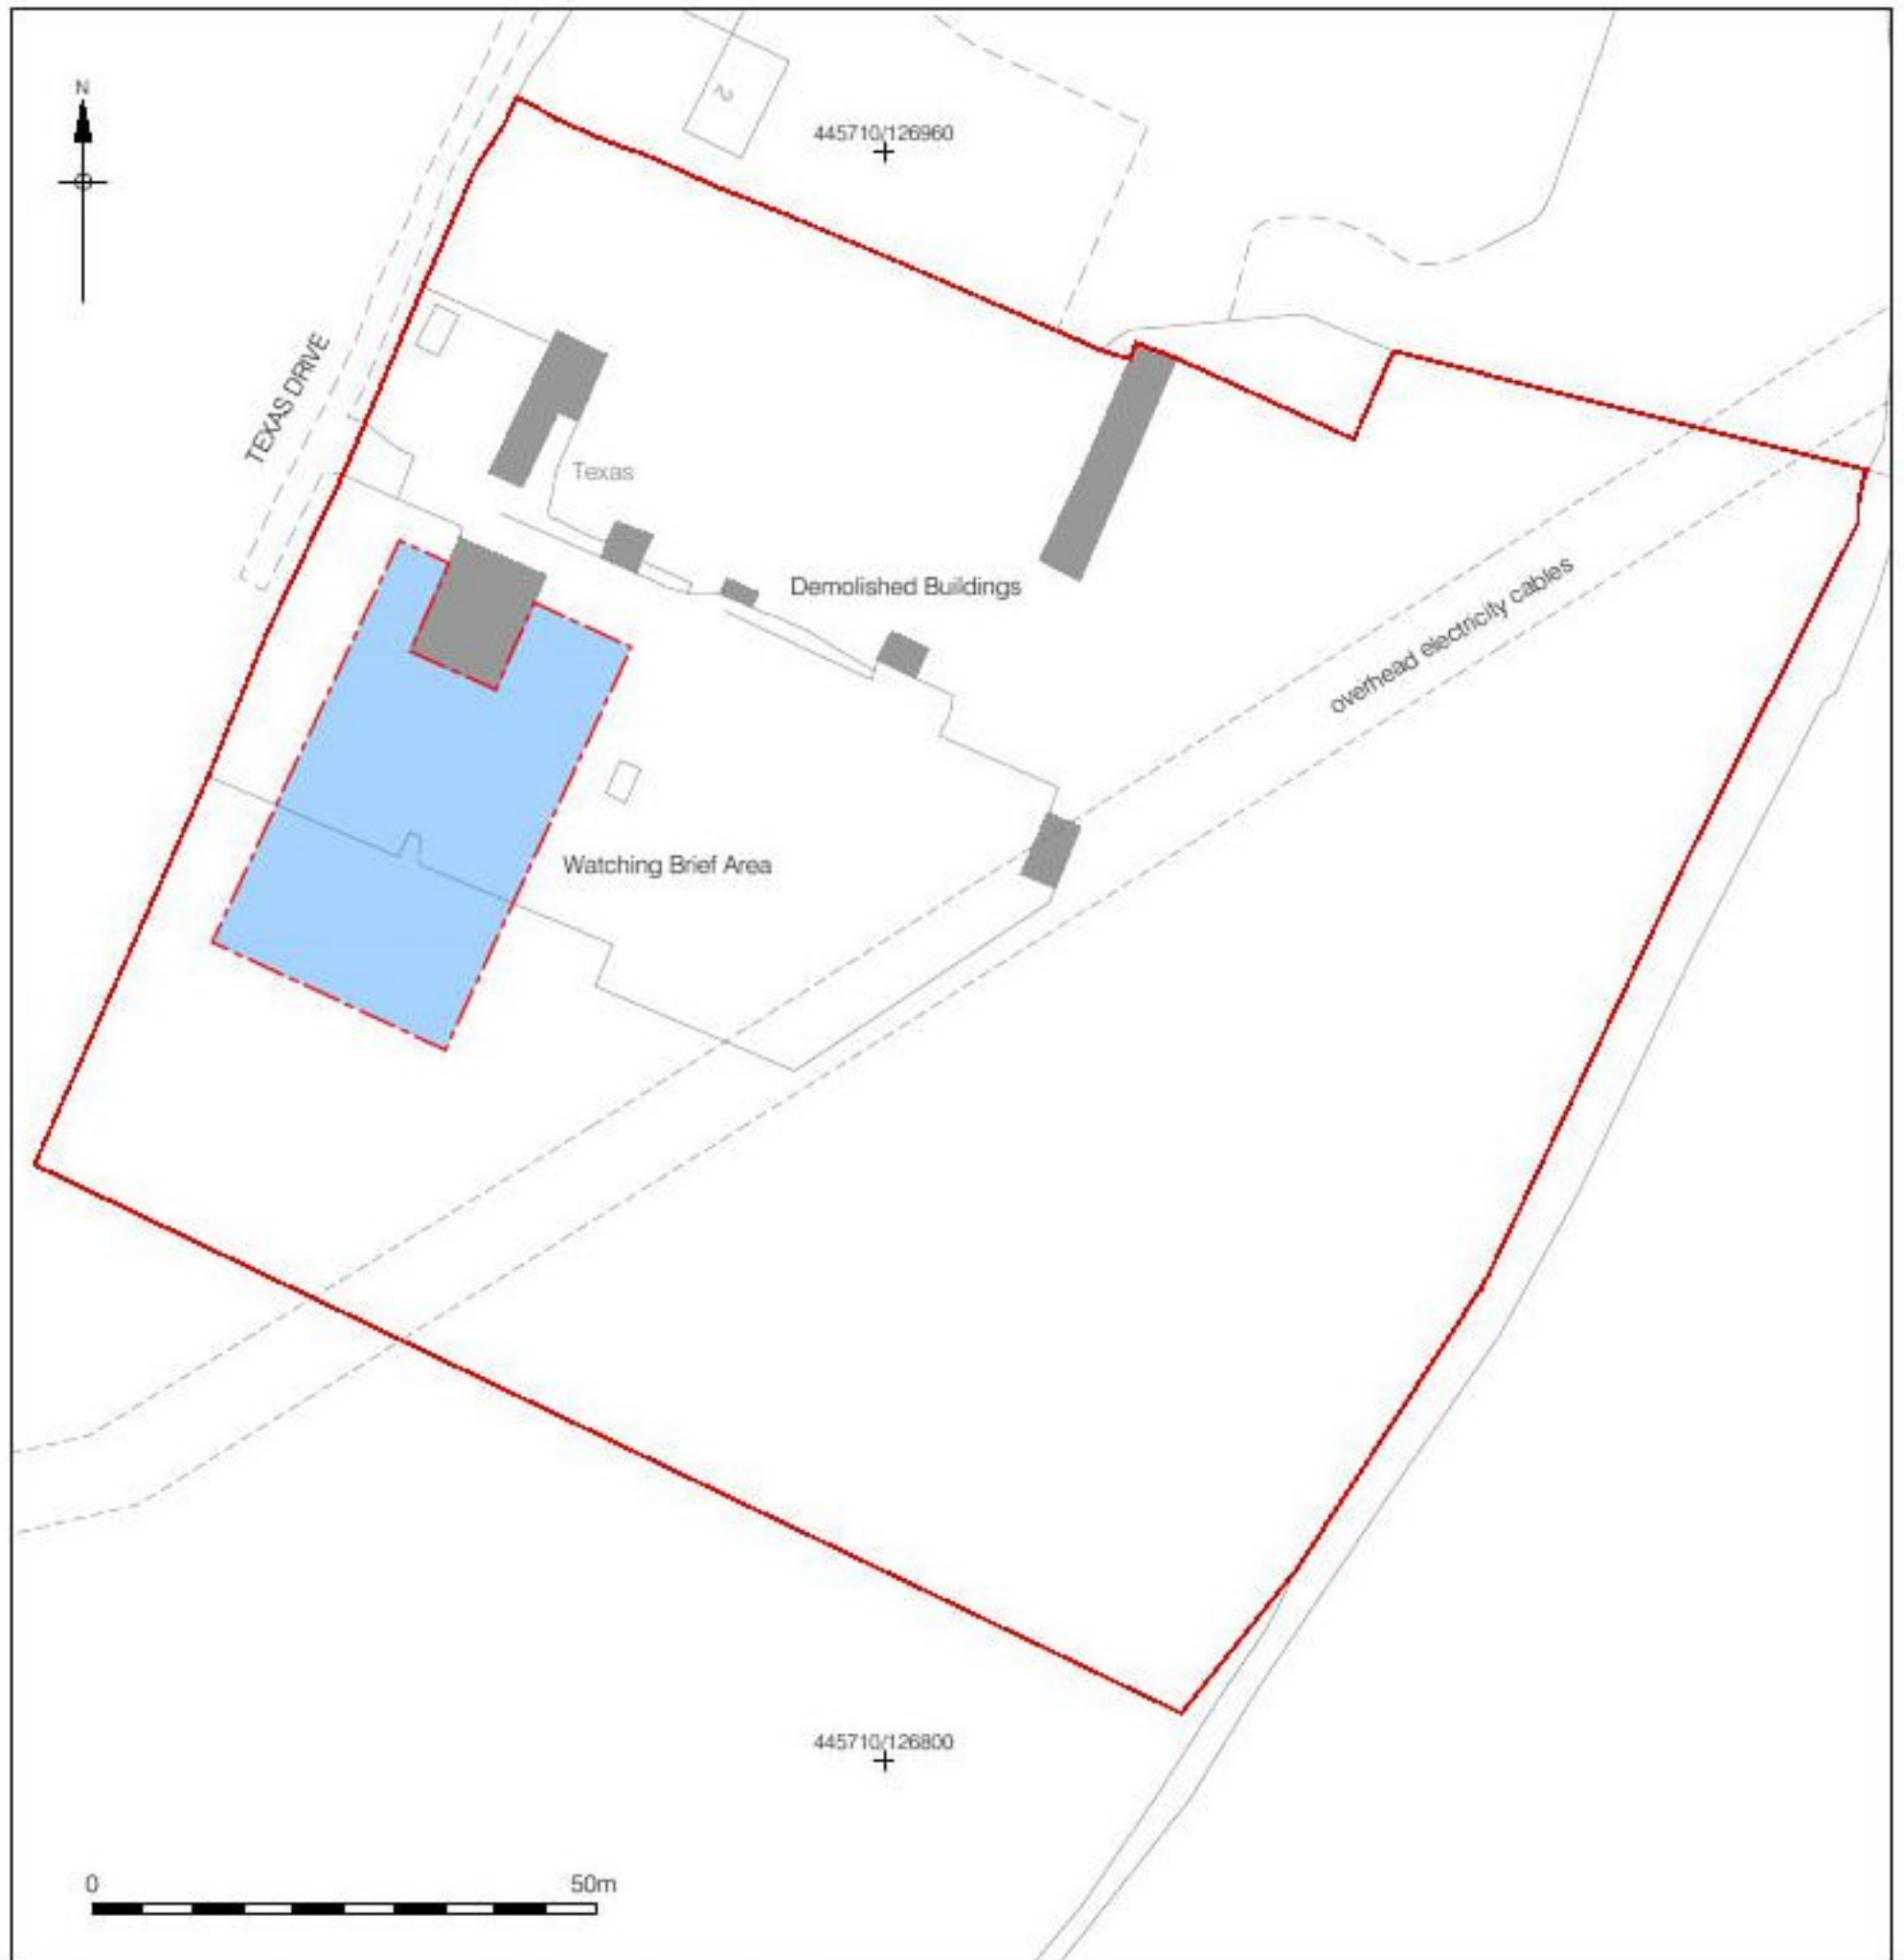 N
2
445710/126960
TEXAS DRIVE
Texas
Demolished Buildings
overhead electricity cables
Watching Brief Area
445710/126800
0
50m